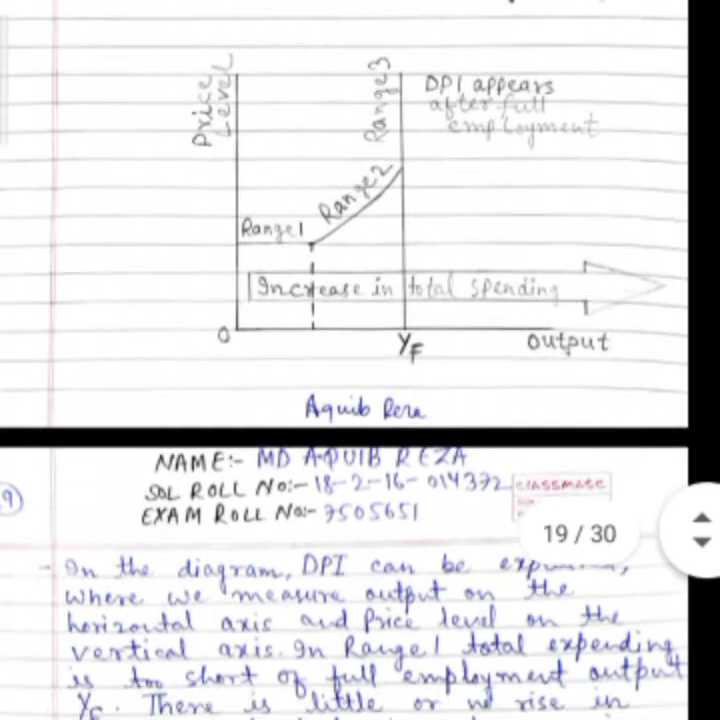 Price Level
Range3
DPI appears
after full
employment
Range2
Range1
Increase in total spending
O
YF
output
Aquib Reza
NAME:- MD AQUIB REZA
SOL ROLL NO:- 18-2-16-014372
classmate
EXAM ROLL NO:- 7505651
19 / 30
- In the diagram, DPI can be
where we measure output on the
horizontal axis and Price level on the
vertical axis. In Range 1 total expending
is too short of full employment output
YF. There is little or no rise in